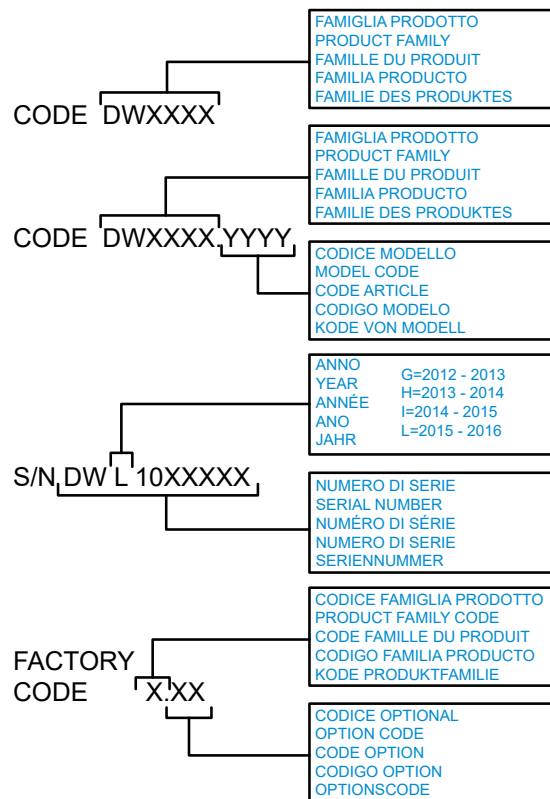 FAMIGLIA PRODOTTO
PRODUCT FAMILY
FAMILLE DU PRODUIT
FAMILIA PRODUCTO
FAMILIE DES PRODUKTES
CODE DWXXXX
FAMIGLIA PRODOTTO
PRODUCT FAMILY
FAMILLE DU PRODUIT
FAMILIA PRODUCTO
FAMILIE DES PRODUKTES
CODE DWXXXX.YYYY
CODICE MODELLO
MODEL CODE
CODE ARTICLE
CODIGO MODELO
KODE VON MODELL
ANNO
YEAR
ANNÉE
ANO
JAHR
G=2012 - 2013
H=2013 - 2014
I=2014 - 2015
L=2015 - 2016
S/N DW L 10XXXXX
NUMERO DI SERIE
SERIAL NUMBER
NUMÉRO DI SÉRIE
NUMERO DI SERIE
SERIENNUMMER
CODICE FAMIGLIA PRODOTTO
PRODUCT FAMILY CODE
CODE FAMILLE DU PRODUIT
CODIGO FAMILIA PRODUCTO
KODE PRODUKTFAMILIE
FACTORY
CODE X.XX
CODICE OPTIONAL
OPTION CODE
CODE OPTION
CODIGO OPTION
OPTIONSCODE